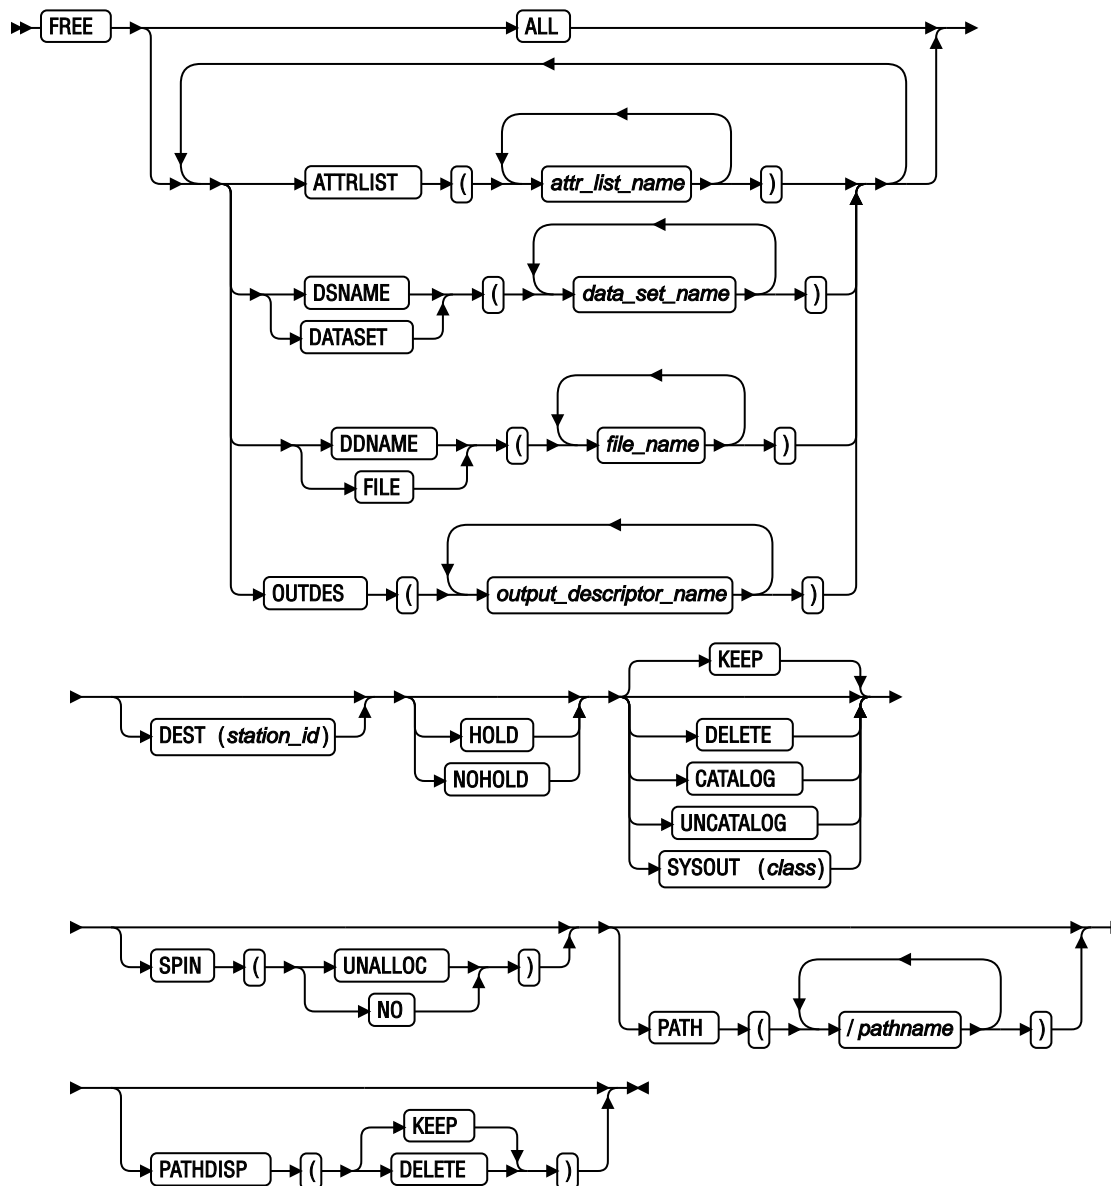 FREE ALL
ATTRLIST ( attr_list_name )
DSNAME ( data_set_name )
DATASET
DDNAME ( file_name )
FILE
OUTDES ( output_descriptor_name )
KEEP
DEST (station_id) HOLD DELETE
NOHOLD CATALOG
UNCATALOG
SYSOUT (class)
SPIN ( UNALLOC )
NO PATH ( /pathname )
KEEP
PATHDISP ( DELETE )